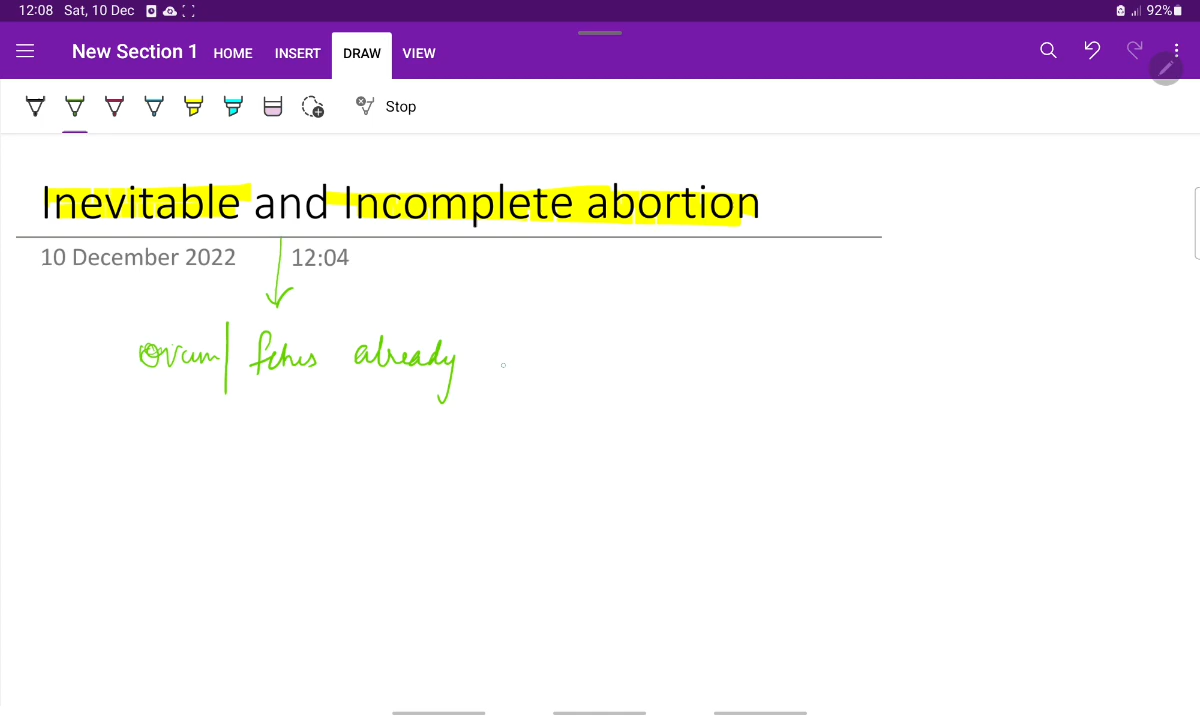 12:08 Sat, 10 Dec 92%
New Section 1 HOME INSERT DRAW VIEW
Stop
Inevitable and Incomplete abortion
10 December 2022 12:04
ovum| fetus already